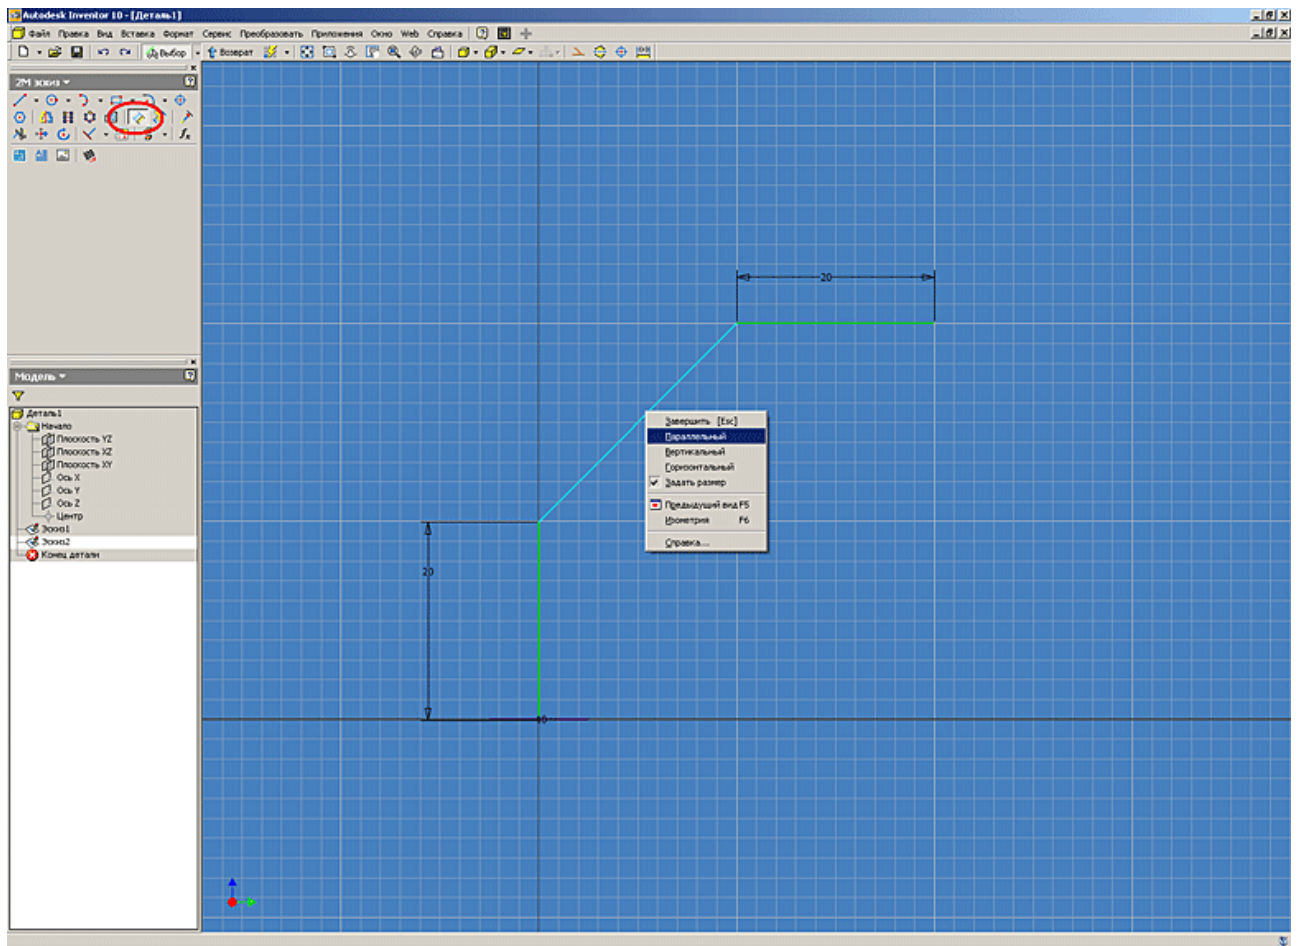 Autodesk Inventor 10 - [Деталь1]
Файл Правка Вид Вставка Формат Сервис Преобразовать Приложения Окно Web Справка
Выбор Возврат
2М эскиз
fx
20
Завершить [Esc]
Параллельный
Вертикальный
Горизонтальный
Задать размер
Предыдущий вид F5
Изометрия F6
Справка...
20
Модель
Деталь1
Начало
Плоскость YZ
Плоскость XZ
Плоскость XY
Ось X
Ось Y
Ось Z
Центр
Эскиз1
Эскиз2
Конец детали